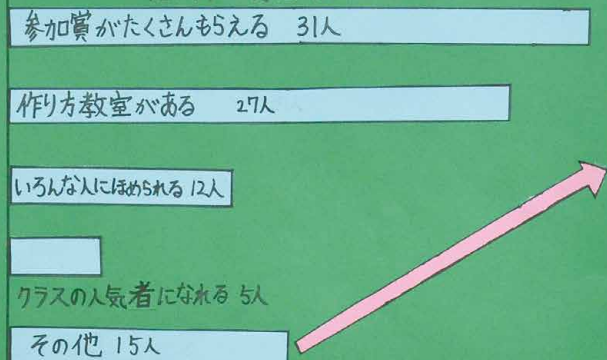 参加賞がたくさんもらえる 31人
作り方教室がある 27人
いろんな人にほめられる 12人
クラスの人気者になれる 5人
その他 15人